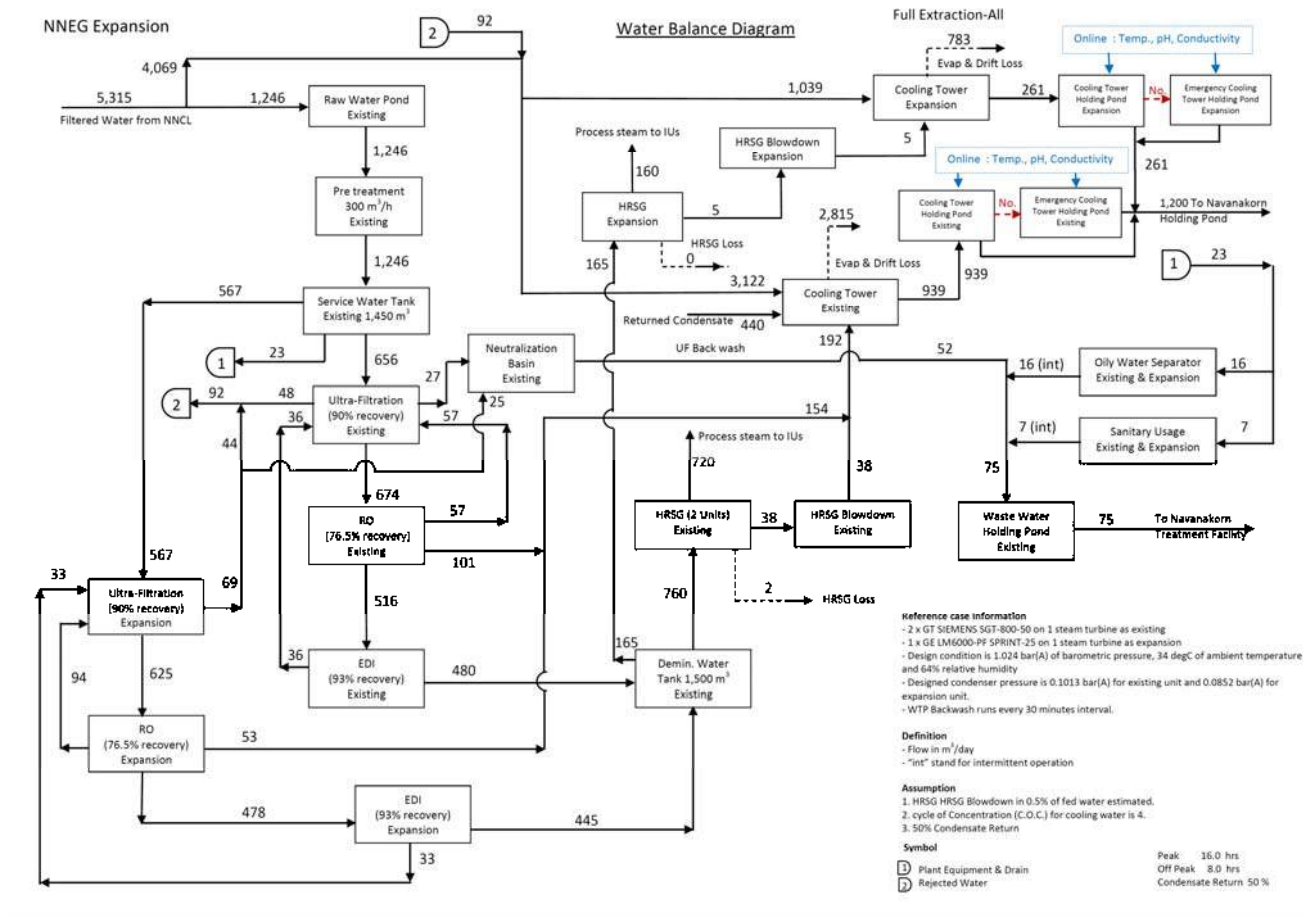 NNEG Expansion
Water Balance Diagram
Full Extraction-All
2
92
783
Evap & Drift Loss
Online : Temp., pH, Conductivity
4,069
5,315
Filtered Water from NNCL
1,246
Raw Water Pond
Existing
1,039
Cooling Tower
Expansion
261
Cooling Tower
Holding Pond
Expansion
No.
Emergency Cooling
Tower Holding Pond
Expansion
1,246
Process steam to IUs
160
HRSG Blowdown
Expansion
5
Online : Temp., pH, Conductivity
261
Pre treatment
300 m³/h
Existing
HRSG
Expansion
5
2,815
Cooling Tower
Holding Pond
Existing
No.
Emergency Cooling
Tower Holding Pond
Existing
1,200 To Navanakorn
Holding Pond
HRSG Loss
0
1,246
165
Evap & Drift Loss
939
1
23
567
Service Water Tank
Existing 1,450 m³
3,122
Cooling Tower
Existing
939
Returned Condensate
440
192
1
23
656
Neutralization
Basin
Existing
UF Back wash
52
16 (int)
Oily Water Separator
Existing & Expansion
16
27
25
2
92
48
Ultra-Filtration
(90% recovery)
Existing
36
57
154
44
7 (int)
Sanitary Usage
Existing & Expansion
7
Process steam to IUs
720
38
75
674
RO
(76.5% recovery)
Existing
57
101
HRSG (2 Units)
Existing
38
HRSG Blowdown
Existing
Waste Water
Holding Pond
Existing
75
To Navanakorn
Treatment Facility
567
33
69
Ultra-Filtration
(90% recovery)
Expansion
516
760
2
HRSG Loss
94
625
36
EDI
(93% recovery)
Existing
480
165
Demin. Water
Tank 1,500 m³
Existing
RO
(76.5% recovery)
Expansion
53
478
EDI
(93% recovery)
Expansion
445
33
Reference case Information
- 2 x GT SIEMENS SGT-800-50 on 1 steam turbine as existing
- 1 x GE LM6000-PF SPRINT-25 on 1 steam turbine as expansion
- Design condition is 1.024 bar(A) of barometric pressure, 34 degC of ambient temperature
and 64% relative humidity
- Designed condenser pressure is 0.1013 bar(A) for existing unit and 0.0852 bar(A) for
expansion unit.
- WTP Backwash runs every 30 minutes interval.
Definition
- Flow in m³/day
- "int" stand for intermittent operation
Assumption
1. HRSG HRSG Blowdown in 0.5% of fed water estimated.
2. cycle of Concentration (C.O.C.) for cooling water is 4.
3. 50% Condensate Return
Symbol
1 Plant Equipment & Drain
2 Rejected Water
Peak 16.0 hrs
Off Peak 8.0 hrs
Condensate Return 50 %